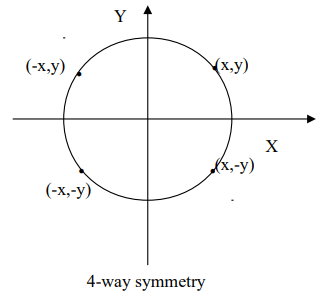 Y
(-x,y)
(x,y)
X
(x,-y)
(-x,-y)
4-way symmetry